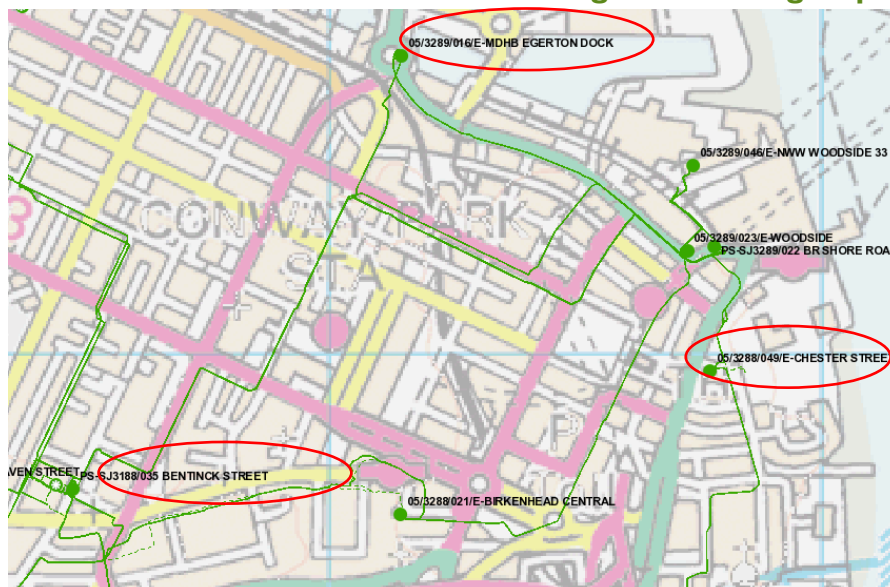 05/3289/016/E-MDHB EGERTON DOCK
05/3289/046/E-NWW WOODSIDE 33
CONWAY PARK
STA
05/3289/023/E-WOODSIDE
PS-SJ3289/022 BR SHORE ROA
3
05/3288/049/E-CHESTER STREE
P
AVEN STREET
PS-SJ3188/035 BENTINCK STREET
05/3288/021/E-BIRKENHEAD CENTRAL